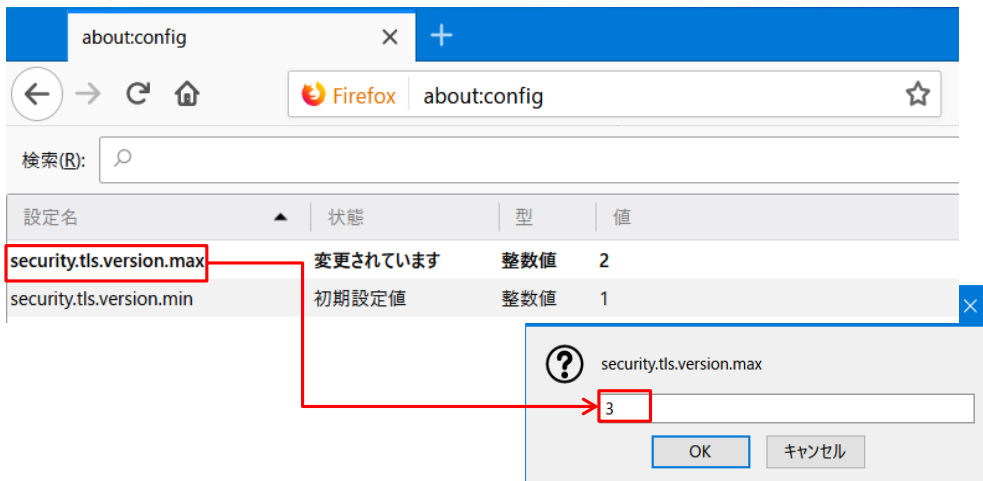 about:config
Firefox about:config
検索(R):
設定名 状態 型 値
security.tls.version.max 変更されています 整数値 2
security.tls.version.min 初期設定値 整数値 1
security.tls.version.max
3
OK キャンセル